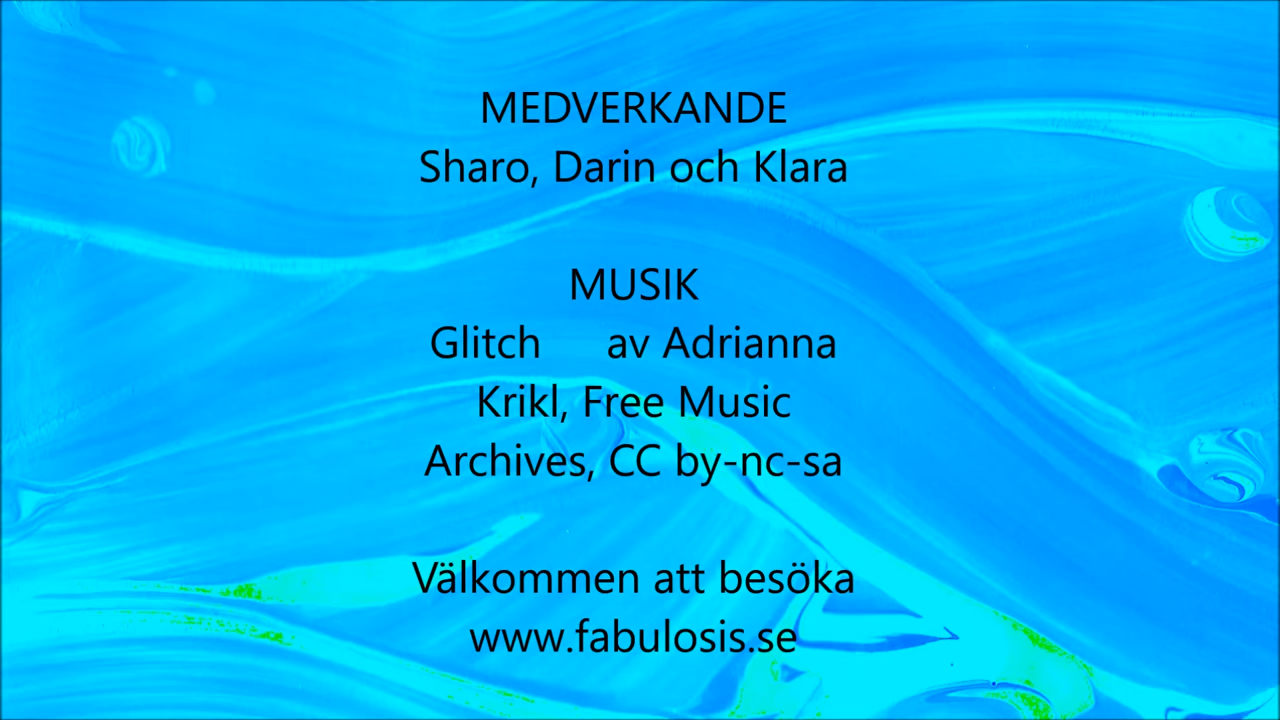 MEDVERKANDE
Sharo, Darin och Klara
MUSIK
Glitch av Adrianna
Krikl, Free Music
Archives, CC by-nc-sa
Välkommen att besöka
www.fabulosis.se